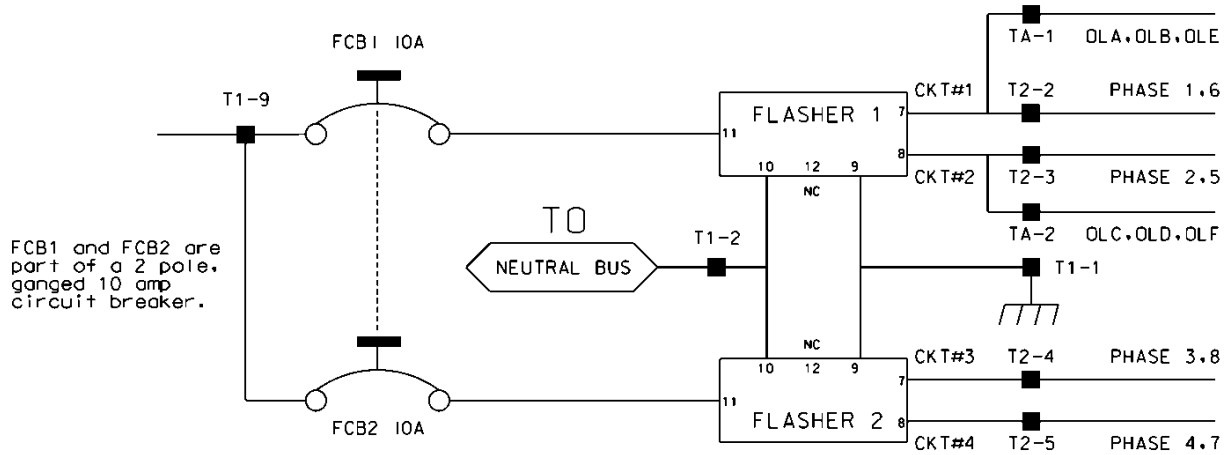 FCB1 10A
T1-9
FCB1 and FCB2 are
part of a 2 pole,
ganged 10 amp
circuit breaker.
FCB2 10A
TO
NEUTRAL BUS
T1-2
FLASHER 1
11
10 12 9
NC
7
8
CKT#1
CKT#2
TA-1 OLA,OLB,OLE
T2-2 PHASE 1,6
T2-3 PHASE 2,5
TA-2 OLC,OLD,OLF
T1-1
NC
10 12 9
11
FLASHER 2
7
8
CKT#3 T2-4 PHASE 3,8
CKT#4 T2-5 PHASE 4,7